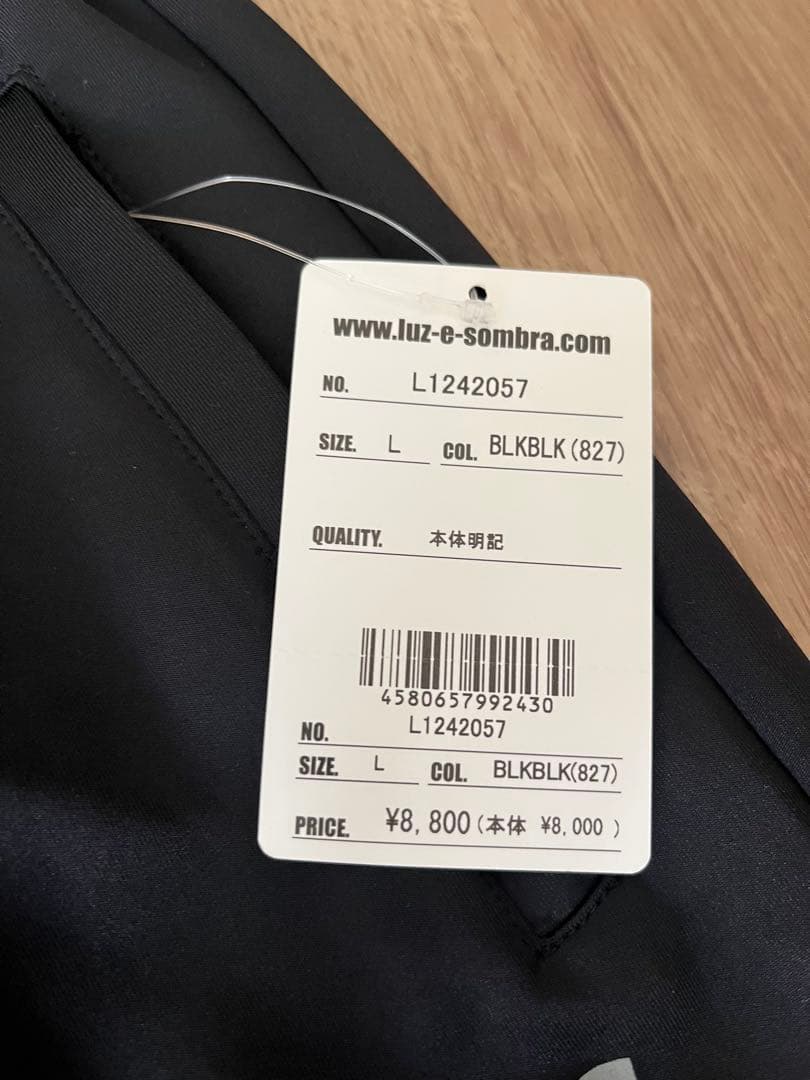 www.luz-e-sombra.com
NO. L1242057
SIZE. L COL. BLKBLK(827)
QUALITY. 本体明記
4580657992430
NO. L1242057
SIZE. L COL. BLKBLK(827)
PRICE. ¥8,800(本体 ¥8,000 )